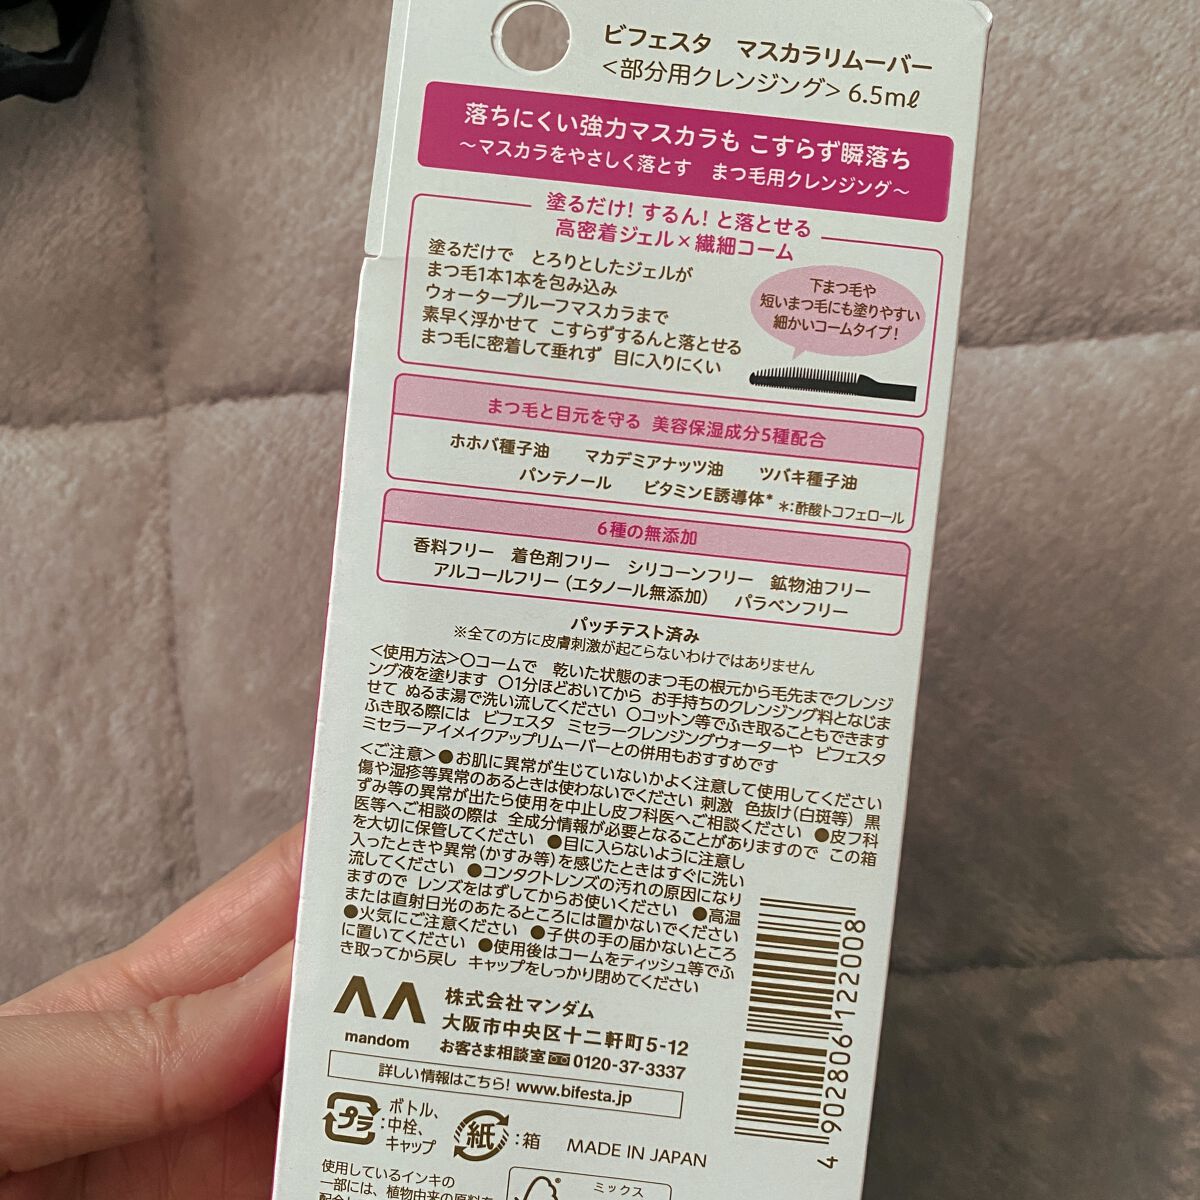 ビフェスタ　マスカラリムーバー
＜部分用クレンジング＞6.5mℓ
落ちにくい強力マスカラも こすらず瞬落ち
～マスカラをやさしく落とす　まつ毛用クレンジング～
塗るだけ！するん！と落とせる
高密着ジェル×繊細コーム
塗るだけで　とろりとしたジェルが
まつ毛1本1本を包み込み
ウォータープルーフマスカラまで
素早く浮かせて こすらずするんと落とせる
まつ毛に密着して垂れず 目に入りにくい
下まつ毛や
短いまつ毛にも塗りやすい
細かいコームタイプ！
まつ毛と目元を守る 美容保湿成分5種配合
ホホバ種子油　マカデミアナッツ油　ツバキ種子油
パンテノール　ビタミンE誘導体* *：酢酸トコフェロール
6種の無添加
香料フリー　着色剤フリー　シリコーンフリー　鉱物油フリー
アルコールフリー（エタノール無添加）　パラベンフリー
パッチテスト済み
※全ての方に皮膚刺激が起こらないわけではありません
＜使用方法＞○コームで　乾いた状態のまつ毛の根元から毛先までクレンジ
ング液を塗ります ○1分ほどおいてから お手持ちのクレンジング料となじま
せて ぬるま湯で洗い流してください ○コットン等でふき取ることもできます
ふき取る際には ビフェスタ ミセラークレンジングウォーターや ビフェスタ
ミセラーアイメイクアップリムーバーとの併用もおすすめです
＜ご注意＞●お肌に異常が生じていないかよく注意して使用してください
傷や湿疹等異常のあるときは使わないでください 刺激 色抜け(白斑等) 黒
ずみ等の異常が出たら使用を中止し皮フ科医へご相談ください ●皮フ科
医等へご相談の際は 全成分情報が必要となることがありますので この箱
を大切に保管してください ●目に入らないように注意し
入ったときや異常(かすみ等)を感じたときはすぐに洗い
流してください ●コンタクトレンズの汚れの原因になり
ますので レンズをはずしてからお使いください ●高温
または直射日光のあたるところには置かないでください
●火気にご注意ください ●子供の手の届かないところ
に置いてください ●使用後はコームをティッシュ等でふ
き取ってから戻し キャップをしっかり閉めてください
mandom
株式会社マンダム
大阪市中央区十二軒町5-12
お客さま相談室 0120-37-3337
詳しい情報はこちら！www.bifesta.jp
プラ：ボトル、
中栓、
キャップ
紙：箱
MADE IN JAPAN
4 902806 122008
使用しているインキの
一部には、植物由来の原料を
ミックス